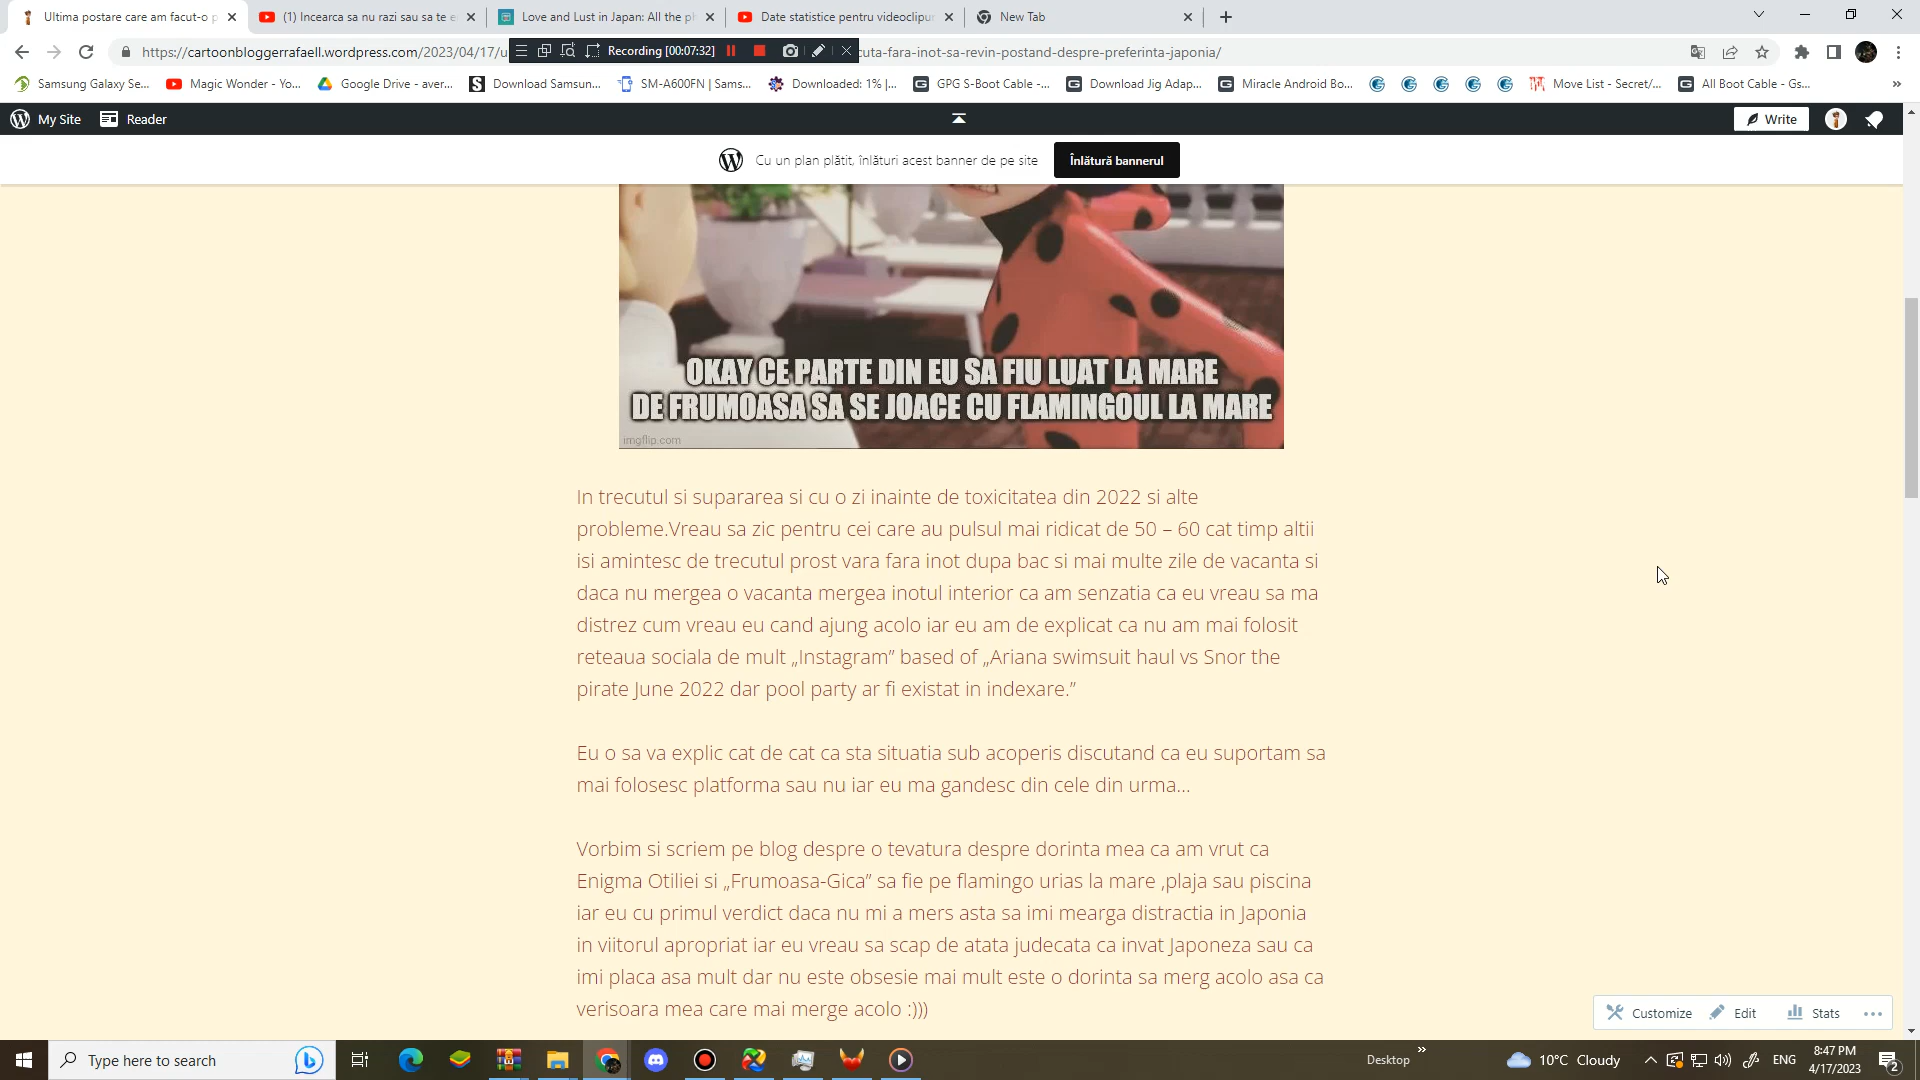 Ultima postare care am facut-o p
(1) Incearca sa nu razi sau sa te e
Love and Lust in Japan: All the ph
Date statistice pentru videoclipur
New Tab
https://cartoonbloggerrafaell.wordpress.com/2023/04/17/u
Recording [00:07:32]
cuta-fara-inot-sa-revin-postand-despre-preferinta-japonia/
Samsung Galaxy Se...
Magic Wonder - Yo...
Google Drive - aver...
Download Samsun...
SM-A600FN | Sams...
Downloaded: 1% |...
GPG S-Boot Cable -...
Download Jig Adap...
Miracle Android Bo...
Move List - Secret/...
All Boot Cable - Gs...
»
My Site
Reader
Write
Cu un plan plătit, înlături acest banner de pe site
Înlătură bannerul
OKAY CE PARTE DIN EU SA FIU LUAT LA MARE
DE FRUMOASA SA SE JOACE CU FLAMINGOUL LA MARE
imgflip.com
In trecutul si supararea si cu o zi inainte de toxicitatea din 2022 si alte
probleme.Vreau sa zic pentru cei care au pulsul mai ridicat de 50 – 60 cat timp altii
isi amintesc de trecutul prost vara fara inot dupa bac si mai multe zile de vacanta si
daca nu mergea o vacanta mergea inotul interior ca am senzatia ca eu vreau sa ma
distrez cum vreau eu cand ajung acolo iar eu am de explicat ca nu am mai folosit
reteaua sociala de mult „Instagram” based of „Ariana swimsuit haul vs Snor the
pirate June 2022 dar pool party ar fi existat in indexare.”
Eu o sa va explic cat de cat ca sta situatia sub acoperis discutand ca eu suportam sa
mai folosesc platforma sau nu iar eu ma gandesc din cele din urma…
Vorbim si scriem pe blog despre o tevatura despre dorinta mea ca am vrut ca
Enigma Otiliei si „Frumoasa-Gica” sa fie pe flamingo urias la mare ,plaja sau piscina
iar eu cu primul verdict daca nu mi a mers asta sa imi mearga distractia in Japonia
in viitorul apropriat iar eu vreau sa scap de atata judecata ca invat Japoneza sau ca
imi placa asa mult dar nu este obsesie mai mult este o dorinta sa merg acolo asa ca
verisoara mea care mai merge acolo :)))
Customize
Edit
Stats
Type here to search
Desktop
»
10°C Cloudy
ENG
8:47 PM
4/17/2023
2